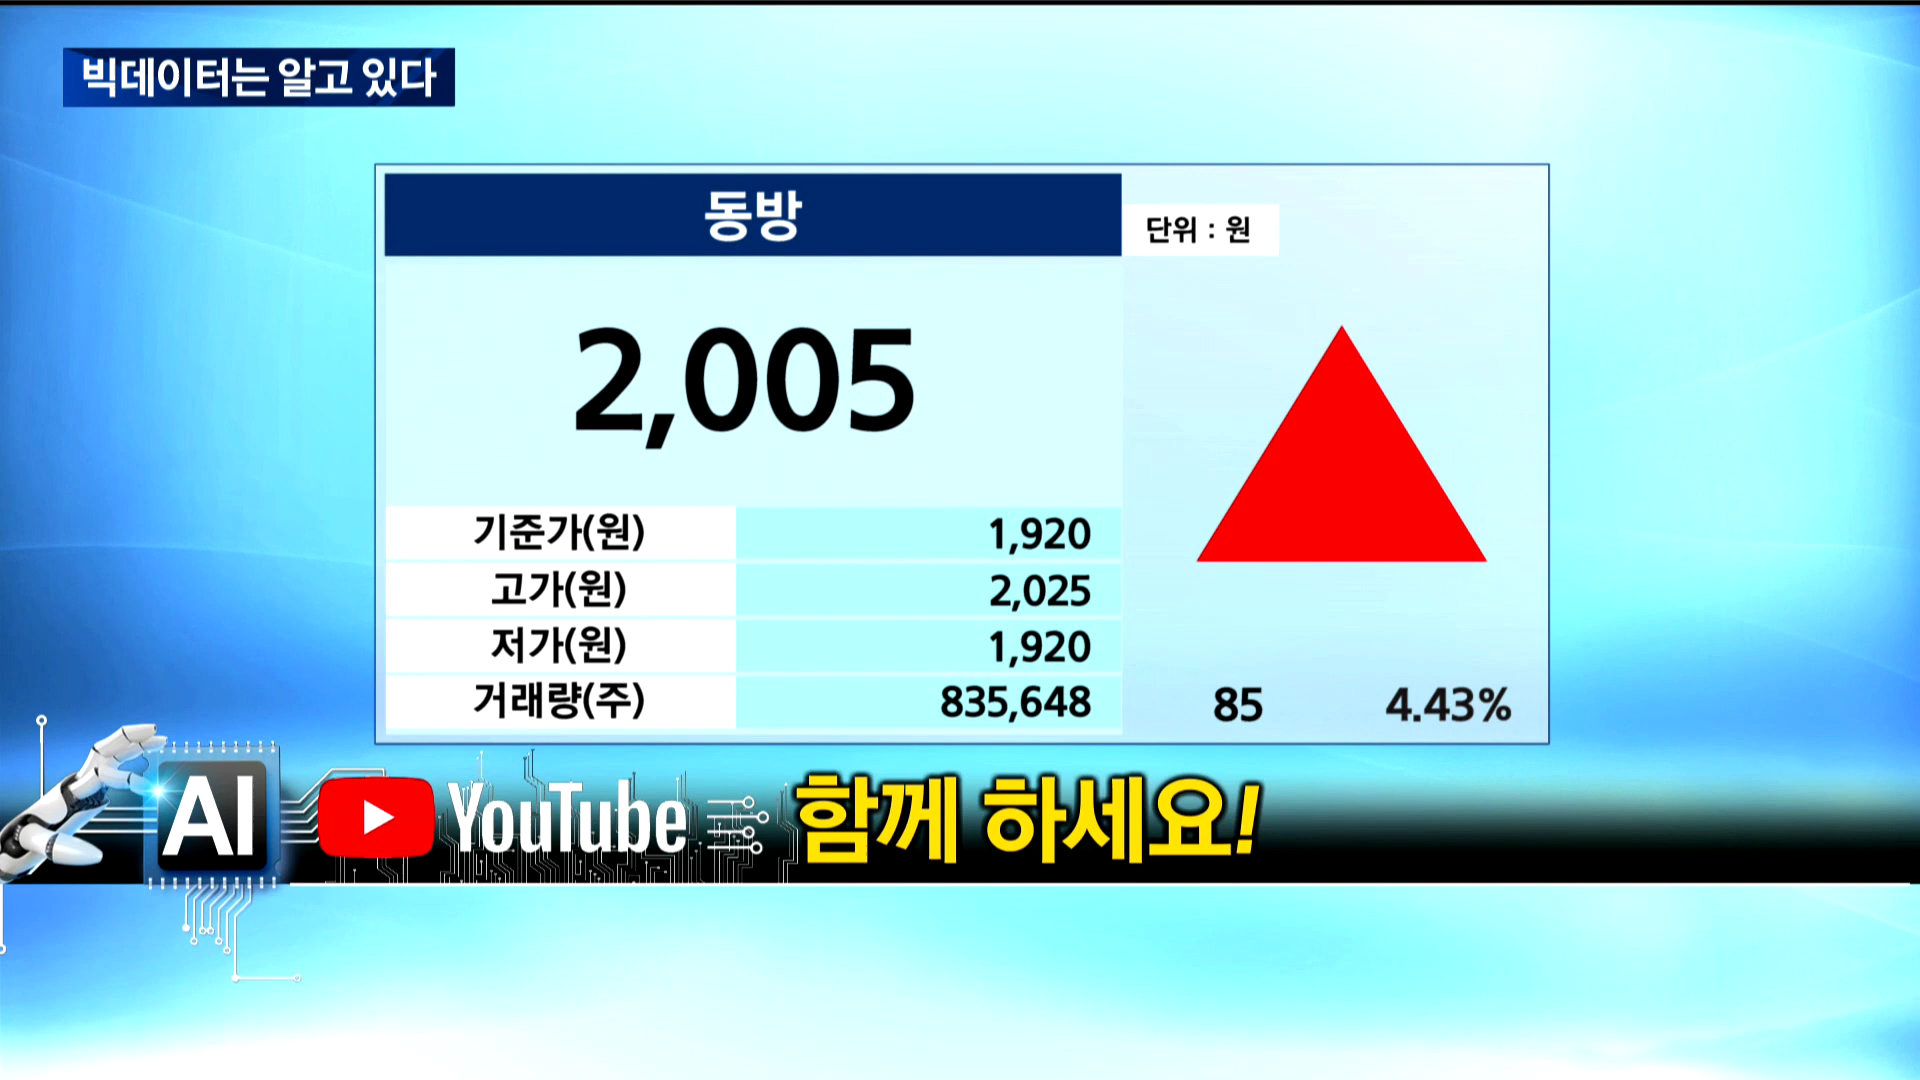 빅데이터는 알고 있다
동방
단위 : 원
2,005
기준가(원) 1,920
고가(원) 2,025
저가(원) 1,920
거래량(주) 835,648
85 4.43%
AI YouTube 함께 하세요!